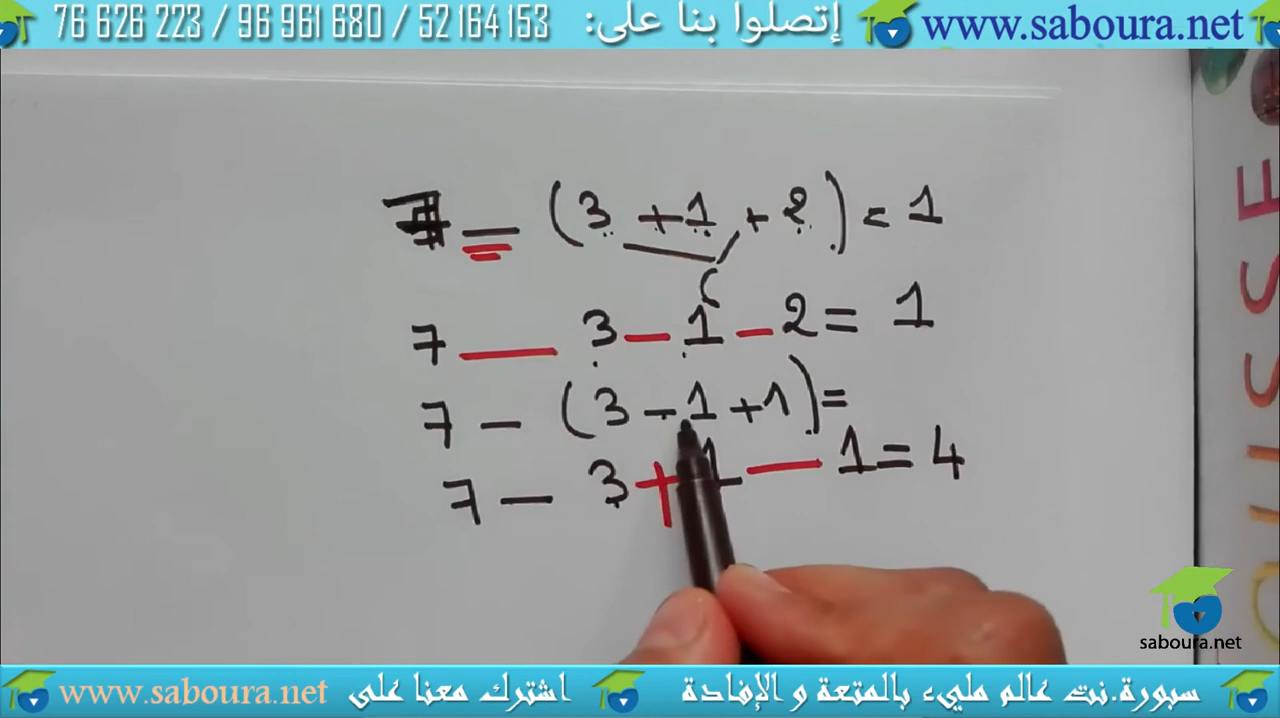 76 626 223 / 96 961 680 / 52 164 153 إتصلوا بنا على: www.saboura.net
7 — (3 + 1 + 2) = 1
6
7 — 3 — 1 — 2 = 1
7 — (3 - 1 + 1) =
7 — 3 + 1 — 1 = 4
saboura.net
سبورة.نت عالم مليء بالمتعة و الإفادة اشترك معنا على www.saboura.net